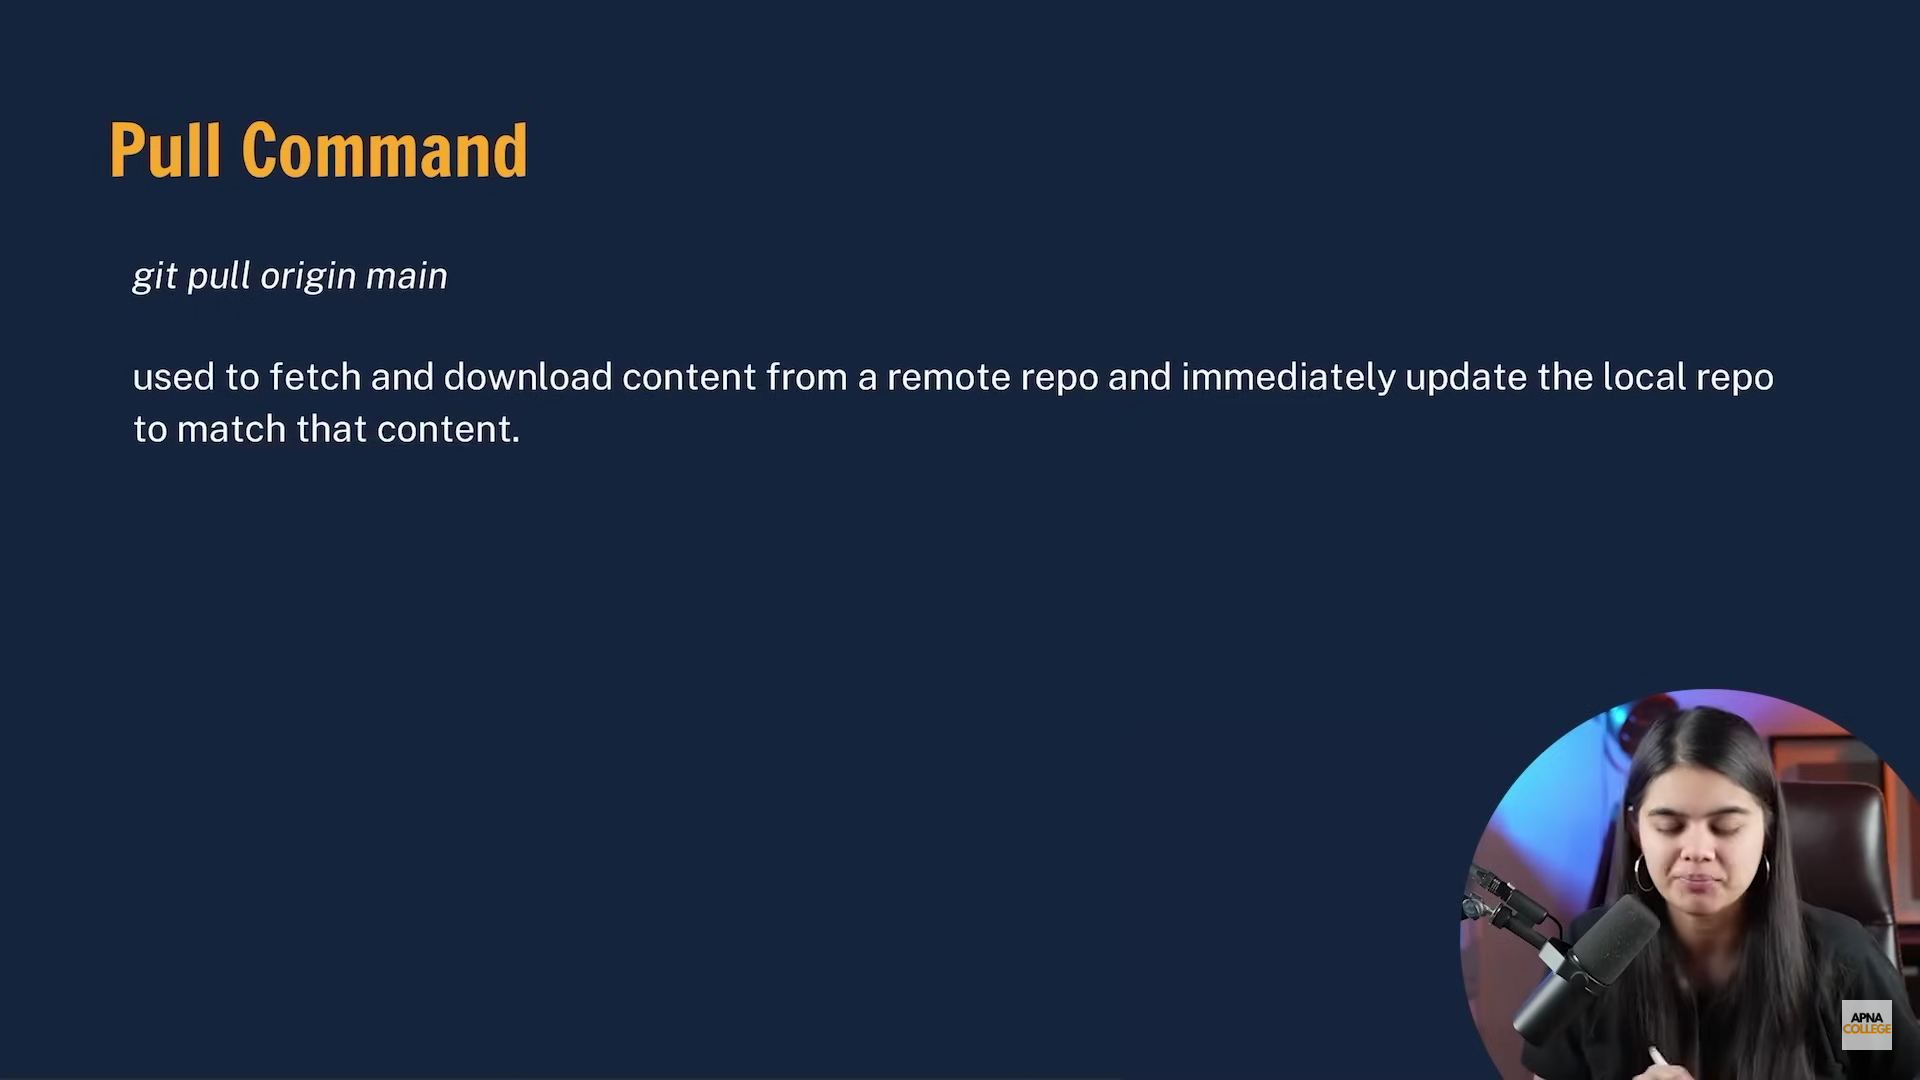 Pull Command
git pull origin main
used to fetch and download content from a remote repo and immediately update the local repo
to match that content.
APNA
COLLEGE